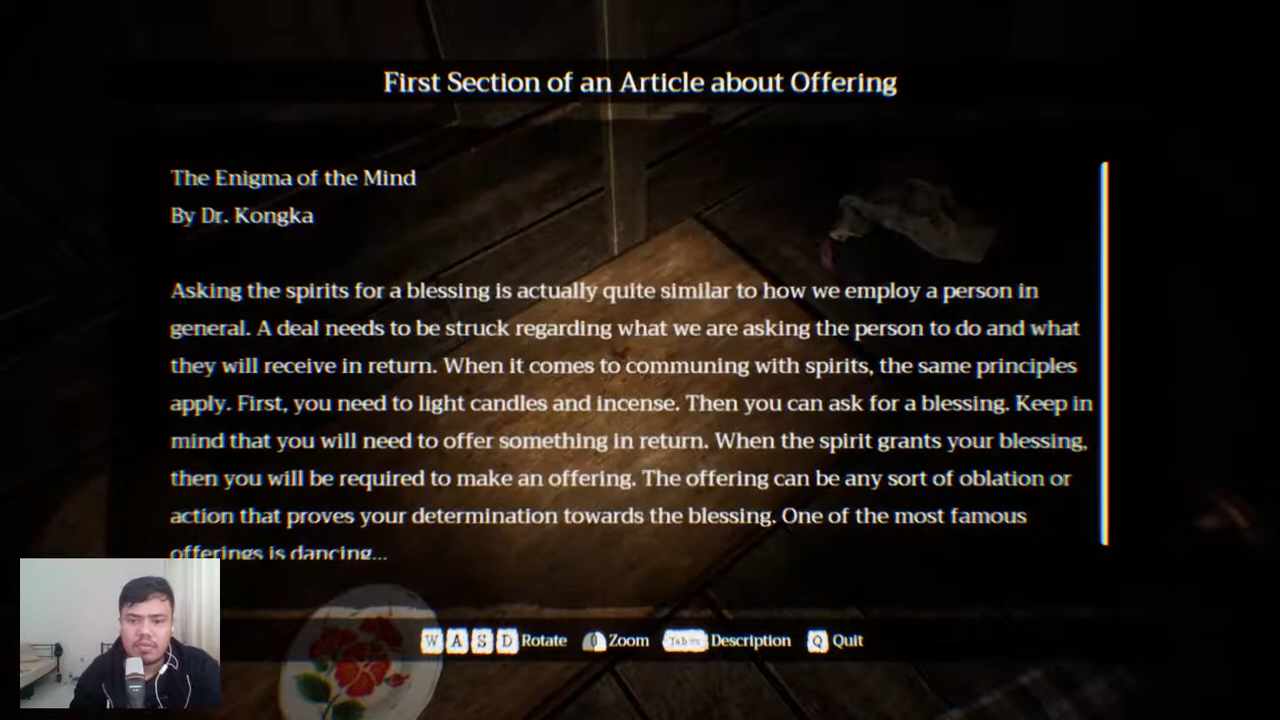 First Section of an Article about Offering
The Enigma of the Mind
By Dr. Kongka
Asking the spirits for a blessing is actually quite similar to how we employ a person in
general. A deal needs to be struck regarding what we are asking the person to do and what
they will receive in return. When it comes to communing with spirits, the same principles
apply. First, you need to light candles and incense. Then you can ask for a blessing. Keep in
mind that you will need to offer something in return. When the spirit grants your blessing,
then you will be required to make an offering. The offering can be any sort of oblation or
action that proves your determination towards the blessing. One of the most famous
offerings is dancing...
W A S D Rotate Zoom Tab Description Q Quit